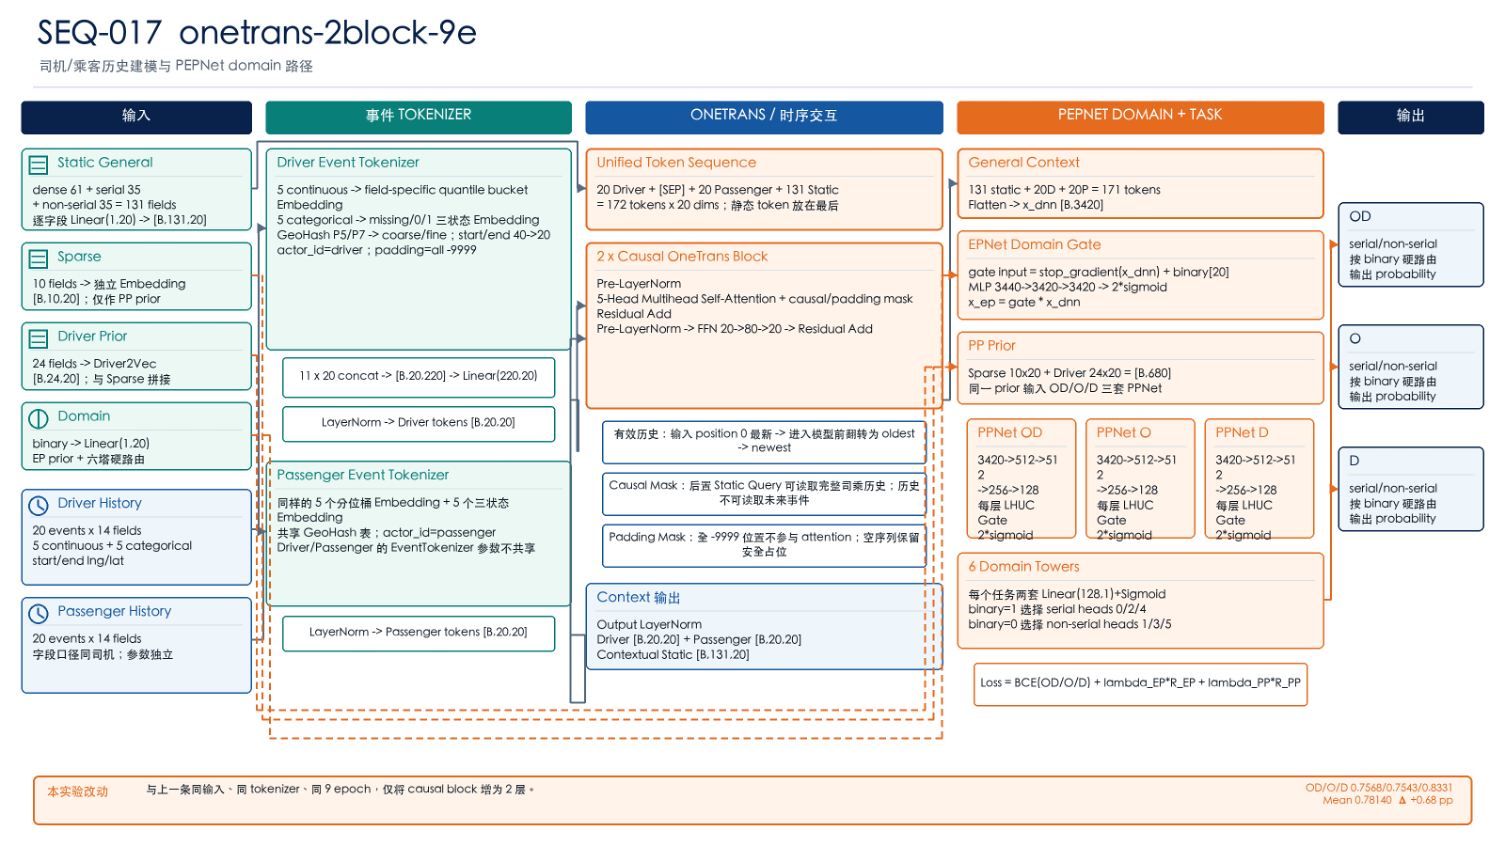 SEQ-017 onetrans-2block-9e
司机/乘客历史建模与 PEPNet domain 路径
输入
事件 TOKENIZER
ONETRANS / 时序交互
PEPNET DOMAIN + TASK
输出
Static General
dense 61 + serial 35
+ non-serial 35 = 131 fields
逐字段 Linear(1,20) -> [B,131,20]
Sparse
10 fields -> 独立 Embedding
[B,10,20]；仅作 PP prior
Driver Prior
24 fields -> Driver2Vec
[B,24,20]；与 Sparse 拼接
Domain
binary -> Linear(1,20)
EP prior + 六塔硬路由
Driver History
20 events x 14 fields
5 continuous + 5 categorical
start/end lng/lat
Passenger History
20 events x 14 fields
字段口径同司机；参数独立
Driver Event Tokenizer
5 continuous -> field-specific quantile bucket
Embedding
5 categorical -> missing/0/1 三状态 Embedding
GeoHash P5/P7 -> coarse/fine；start/end 40->20
actor_id=driver；padding=all -9999
11 x 20 concat -> [B,20,220] -> Linear(220,20)
LayerNorm -> Driver tokens [B,20,20]
Passenger Event Tokenizer
同样的 5 个分位桶 Embedding + 5 个三状态
Embedding
共享 GeoHash 表；actor_id=passenger
Driver/Passenger 的 EventTokenizer 参数不共享
LayerNorm -> Passenger tokens [B,20,20]
Unified Token Sequence
20 Driver + [SEP] + 20 Passenger + 131 Static
= 172 tokens x 20 dims；静态 token 放在最后
2 x Causal OneTrans Block
Pre-LayerNorm
5-Head Multihead Self-Attention + causal/padding mask
Residual Add
Pre-LayerNorm -> FFN 20->80->20 -> Residual Add
有效历史：输入 position 0 最新 -> 进入模型前翻转为 oldest
-> newest
Causal Mask：后置 Static Query 可读取完整司乘历史；历史
不可读取未来事件
Padding Mask：全 -9999 位置不参与 attention；空序列保留
安全占位
Context 输出
Output LayerNorm
Driver [B,20,20] + Passenger [B,20,20]
Contextual Static [B,131,20]
General Context
131 static + 20D + 20P = 171 tokens
Flatten -> x_dnn [B,3420]
EPNet Domain Gate
gate input = stop_gradient(x_dnn) + binary[20]
MLP 3440->3420->3420 -> 2*sigmoid
x_ep = gate * x_dnn
PP Prior
Sparse 10x20 + Driver 24x20 = [B,680]
同一 prior 输入 OD/O/D 三套 PPNet
PPNet OD
3420->512->51
2
->256->128
每层 LHUC
Gate
2*sigmoid
PPNet O
3420->512->51
2
->256->128
每层 LHUC
Gate
2*sigmoid
PPNet D
3420->512->51
2
->256->128
每层 LHUC
Gate
2*sigmoid
6 Domain Towers
每个任务两套 Linear(128,1)+Sigmoid
binary=1 选择 serial heads 0/2/4
binary=0 选择 non-serial heads 1/3/5
Loss = BCE(OD/O/D) + lambda_EP*R_EP + lambda_PP*R_PP
OD
serial/non-serial
按 binary 硬路由
输出 probability
O
serial/non-serial
按 binary 硬路由
输出 probability
D
serial/non-serial
按 binary 硬路由
输出 probability
本实验改动
与上一条同输入、同 tokenizer、同 9 epoch，仅将 causal block 增为 2 层。
OD/O/D 0.7568/0.7543/0.8331
Mean 0.78140 Δ +0.68 pp